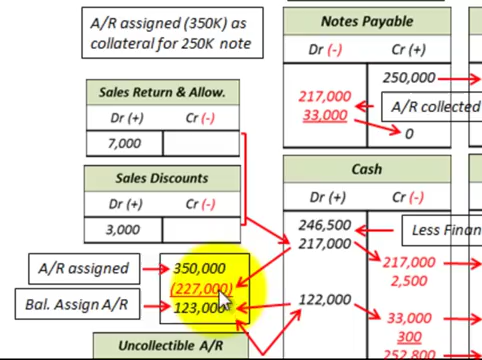 A/R assigned (350K) as
collateral for 250K note
Notes Payable
Dr (-) Cr (+)
250,000
217,000
A/R collected
33,000
0
Sales Return & Allow.
Dr (+) Cr (-)
7,000
Sales Discounts
Dr (+) Cr (-)
3,000
Cash
Dr (+) Cr (-)
246,500
Less Finan
217,000
217,000
2,500
A/R assigned
350,000
(227,000)
Bal. Assign A/R
123,000
122,000
33,000
300
252,800
Uncollectible A/R